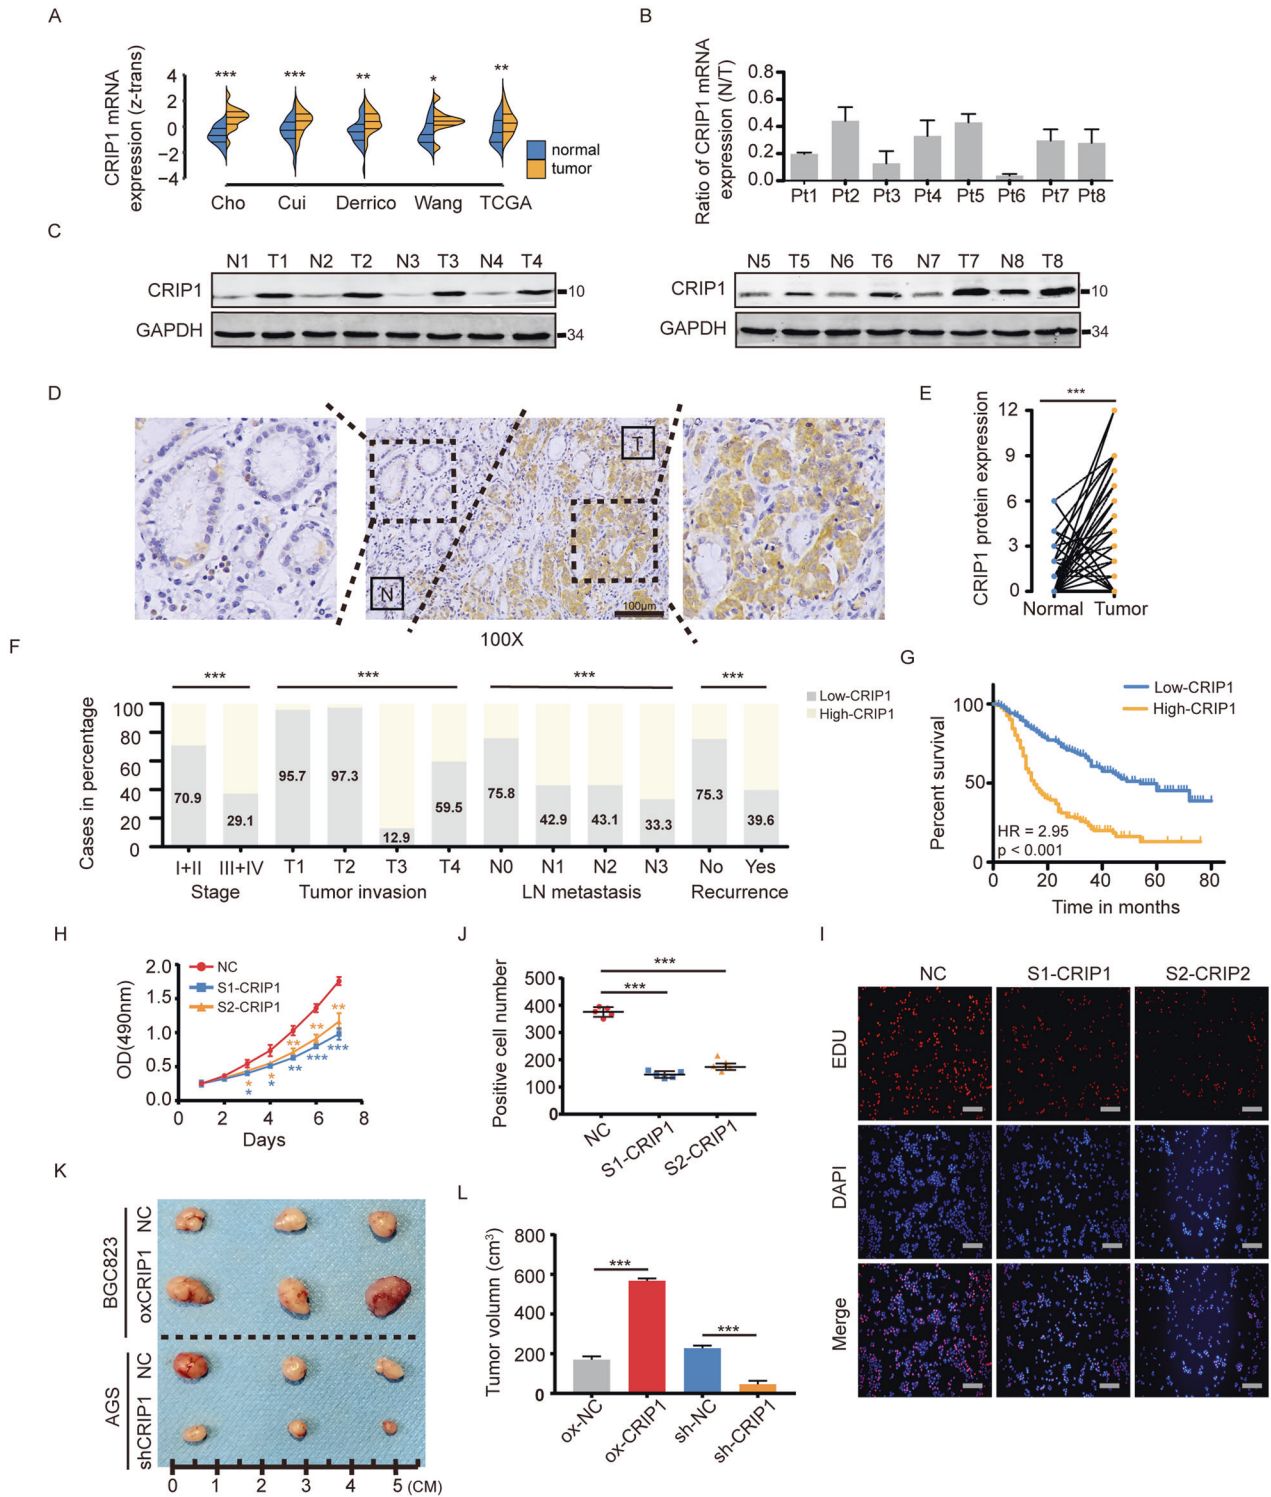 A
CRIP1 mRNA
expression (z-trans)
4
2
0
−2
−4
***
***
**
*
**
normal
tumor
Cho Cui Derrico Wang TCGA
B
Ratio of CRIP1 mRNA
expression (N/T)
0.8
0.6
0.4
0.2
0.0
Pt1 Pt2 Pt3 Pt4 Pt5 Pt6 Pt7 Pt8
C
N1 T1 N2 T2 N3 T3 N4 T4
CRIP1
10
GAPDH
34
N5 T5 N6 T6 N7 T7 N8 T8
CRIP1
10
GAPDH
34
D
T
N
100μm
100X
E
CRIP1 protein expression
***
12
9
6
3
0
Normal Tumor
F
Cases in percentage
*** *** *** ***
Low-CRIP1
High-CRIP1
100
80
60
40
20
0
70.9 29.1 95.7 97.3 12.9 59.5 75.8 42.9 43.1 33.3 75.3 39.6
I+II III+IV T1 T2 T3 T4 N0 N1 N2 N3 No Yes
Stage Tumor invasion LN metastasis Recurrence
G
Percent survival
Low-CRIP1
High-CRIP1
100
50
0
HR = 2.95
p < 0.001
0 20 40 60 80
Time in months
H
OD(490nm)
NC
S1-CRIP1
S2-CRIP1
2.0
1.5
1.0
0.5
0.0
* * ** ** **
* * ** *** ***
0 2 4 6 8
Days
J
Positive cell number
***
***
500
400
300
200
100
0
NC
S1-CRIP1
S2-CRIP1
I
NC S1-CRIP1 S2-CRIP2
EDU
DAPI
Merge
K
BGC823
NC
oxCRIP1
AGS
NC
shCRIP1
0 1 2 3 4 5 (CM)
L
Tumor volumn (cm³)
800
600
400
200
0
***
***
ox-NC
ox-CRIP1
sh-NC
sh-CRIP1